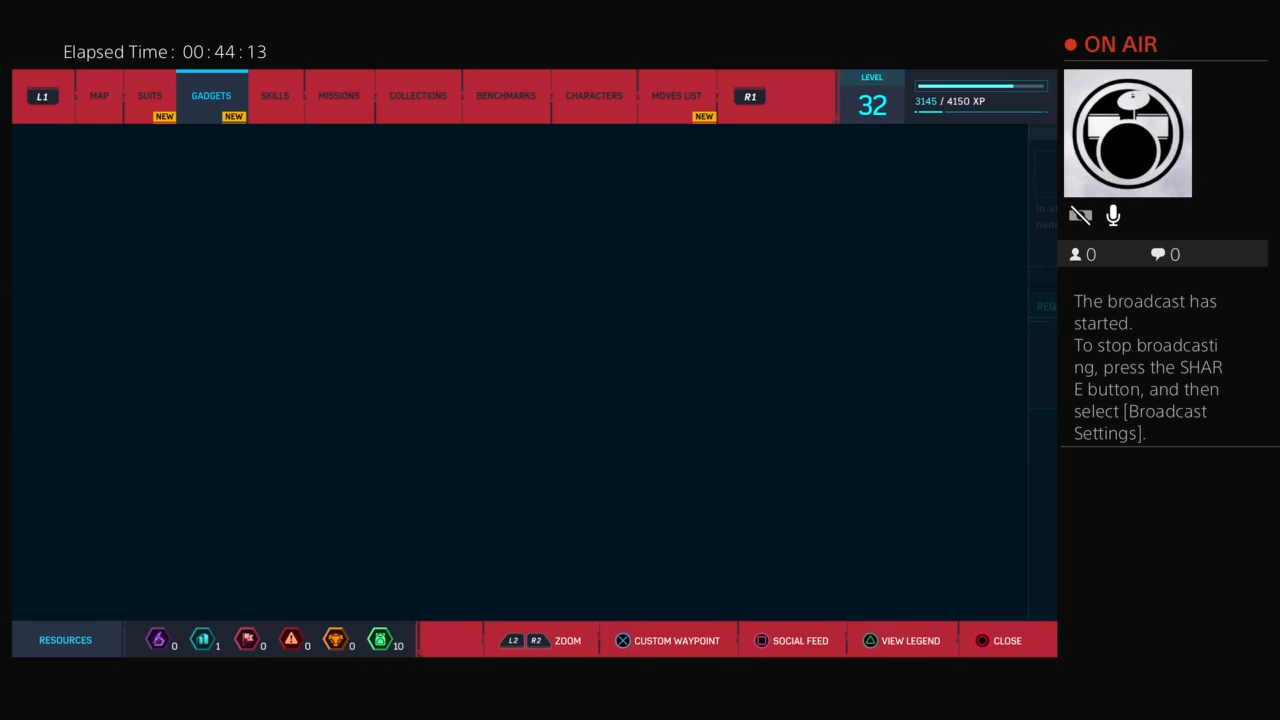 Elapsed Time: 00:44:13
ON AIR
L1 MAP SUITS GADGETS SKILLS MISSIONS COLLECTIONS BENCHMARKS CHARACTERS MOVES LIST R1
NEW NEW NEW
LEVEL
32
3145 / 4150 XP
in at
REQ
0 0
The broadcast has
started.
To stop broadcasti
ng, press the SHAR
E button, and then
select [Broadcast
Settings].
RESOURCES 0 1 0 0 0 10 L2 R2 ZOOM CUSTOM WAYPOINT SOCIAL FEED VIEW LEGEND CLOSE